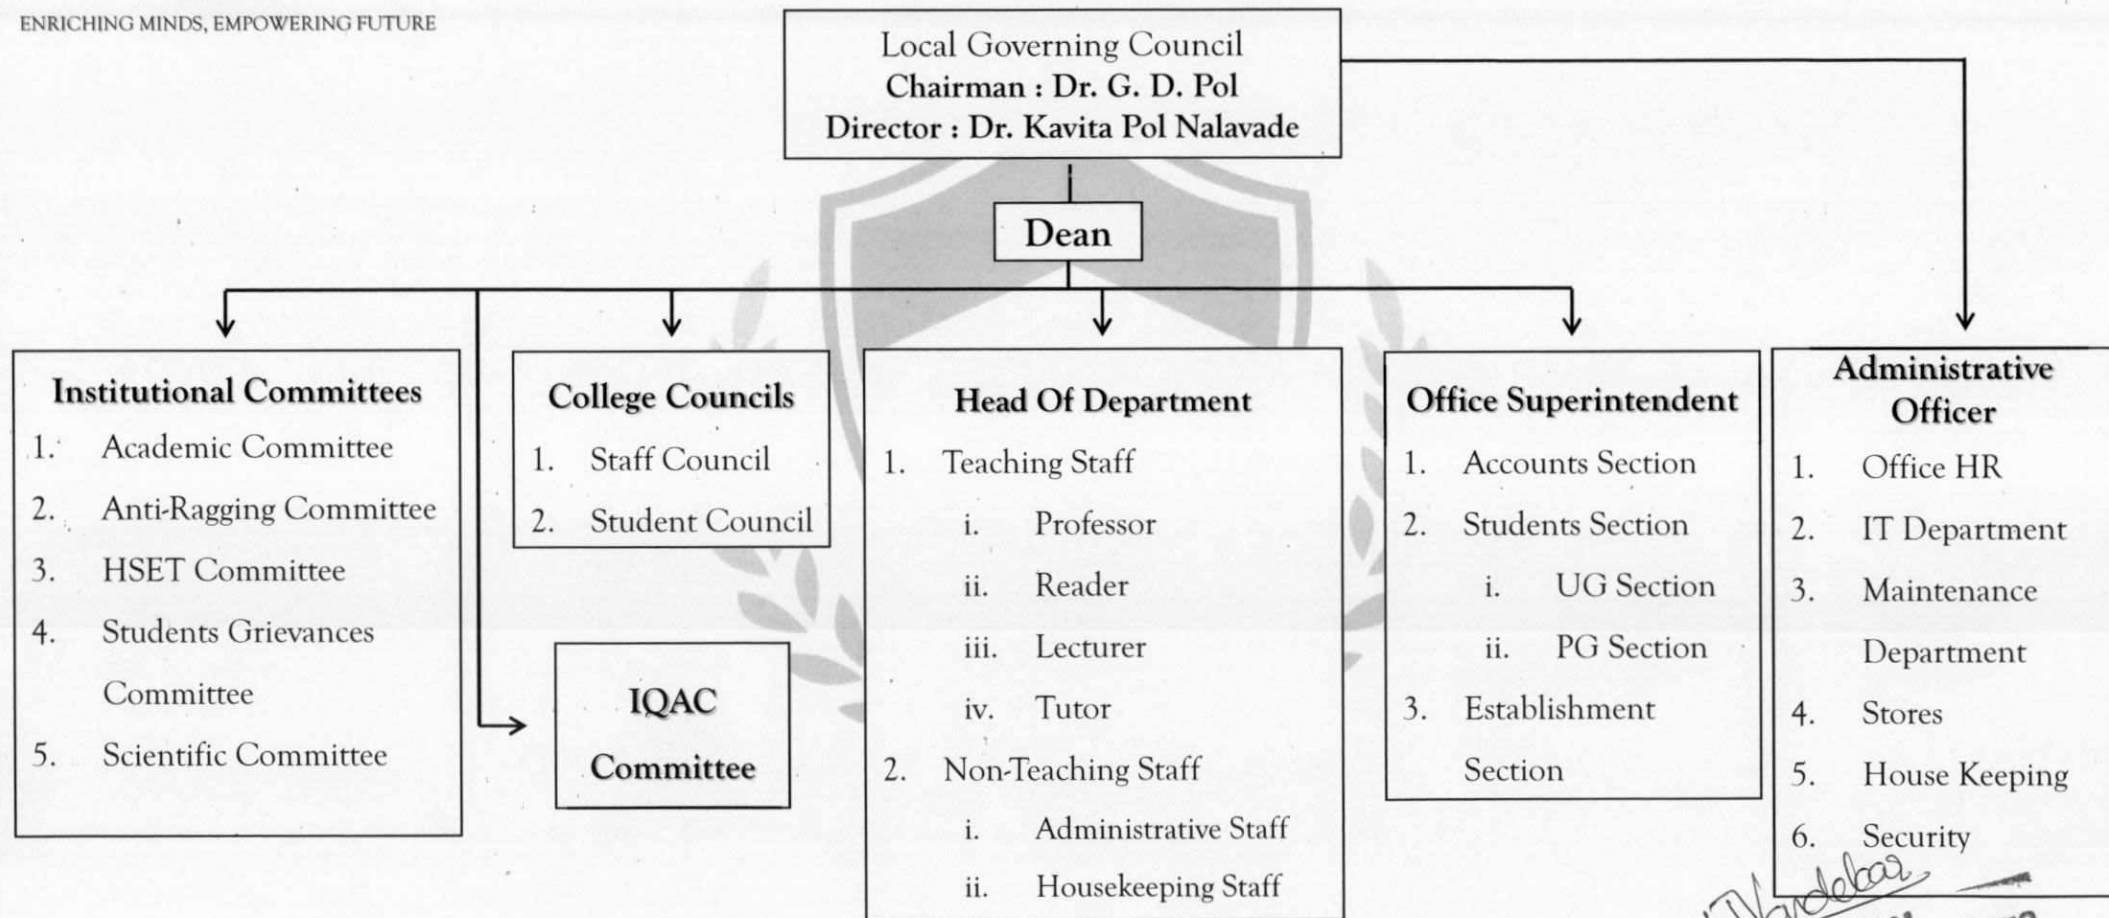 ENRICHING MINDS, EMPOWERING FUTURE
Local Governing Council
Chairman : Dr. G. D. Pol
Director : Dr. Kavita Pol Nalavade
Dean
Institutional Committees
1. Academic Committee
2. Anti-Ragging Committee
3. HSET Committee
4. Students Grievances
Committee
5. Scientific Committee
College Councils
1. Staff Council
2. Student Council
IQAC
Committee
Head Of Department
1. Teaching Staff
i. Professor
ii. Reader
iii. Lecturer
iv. Tutor
2. Non-Teaching Staff
i. Administrative Staff
ii. Housekeeping Staff
Office Superintendent
1. Accounts Section
2. Students Section
i. UG Section
ii. PG Section
3. Establishment
Section
Administrative
Officer
1. Office HR
2. IT Department
3. Maintenance
Department
4. Stores
5. House Keeping
6. Security